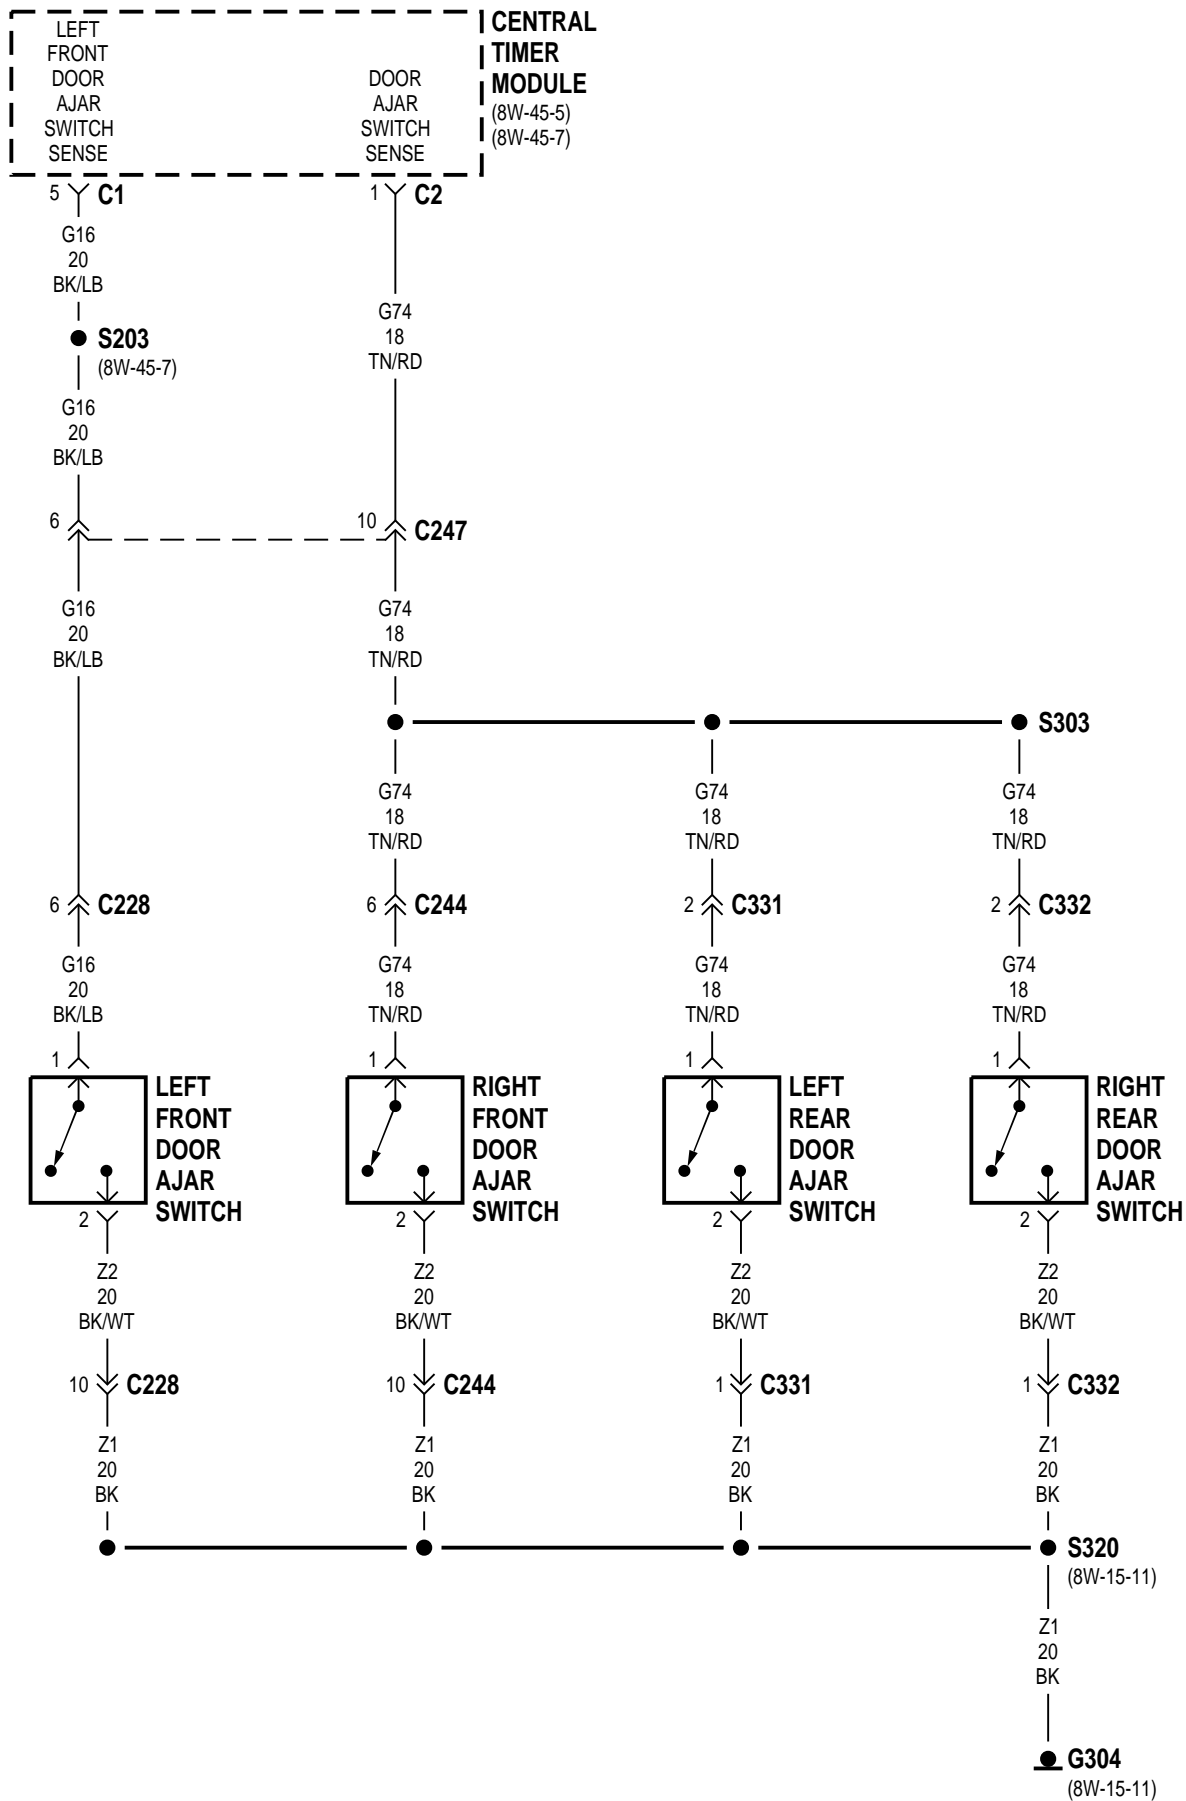 LEFT
FRONT
DOOR
AJAR
SWITCH
SENSE
DOOR
AJAR
SWITCH
SENSE
CENTRAL
TIMER
MODULE
(8W-45-5)
(8W-45-7)
5 C1
1 C2
G16
20
BK/LB
G74
18
TN/RD
S203
(8W-45-7)
G16
20
BK/LB
6
10 C247
G16
20
BK/LB
G74
18
TN/RD
S303
G74
18
TN/RD
G74
18
TN/RD
G74
18
TN/RD
6 C228
6 C244
2 C331
2 C332
G16
20
BK/LB
G74
18
TN/RD
G74
18
TN/RD
G74
18
TN/RD
1
1
1
1
LEFT
FRONT
DOOR
AJAR
SWITCH
RIGHT
FRONT
DOOR
AJAR
SWITCH
LEFT
REAR
DOOR
AJAR
SWITCH
RIGHT
REAR
DOOR
AJAR
SWITCH
2
2
2
2
Z2
20
BK/WT
Z2
20
BK/WT
Z2
20
BK/WT
Z2
20
BK/WT
10 C228
10 C244
1 C331
1 C332
Z1
20
BK
Z1
20
BK
Z1
20
BK
Z1
20
BK
S320
(8W-15-11)
Z1
20
BK
G304
(8W-15-11)